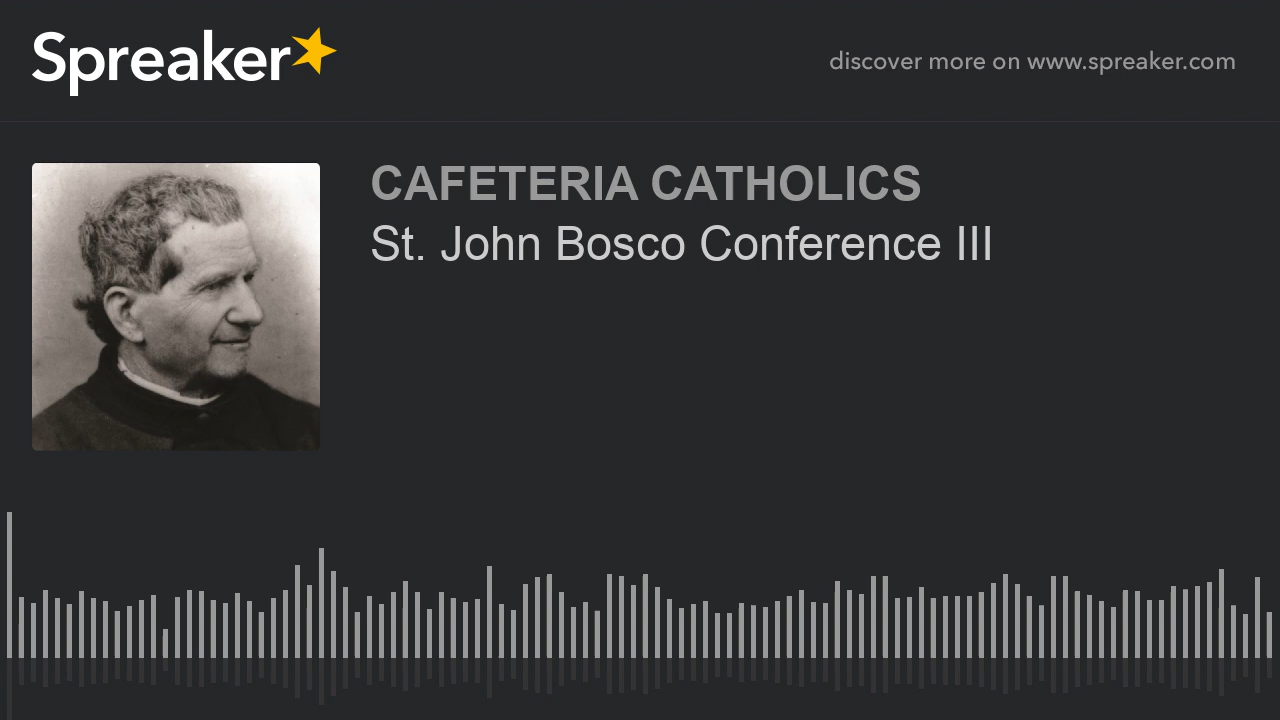 Spreaker
discover more on www.spreaker.com
CAFETERIA CATHOLICS
St. John Bosco Conference III